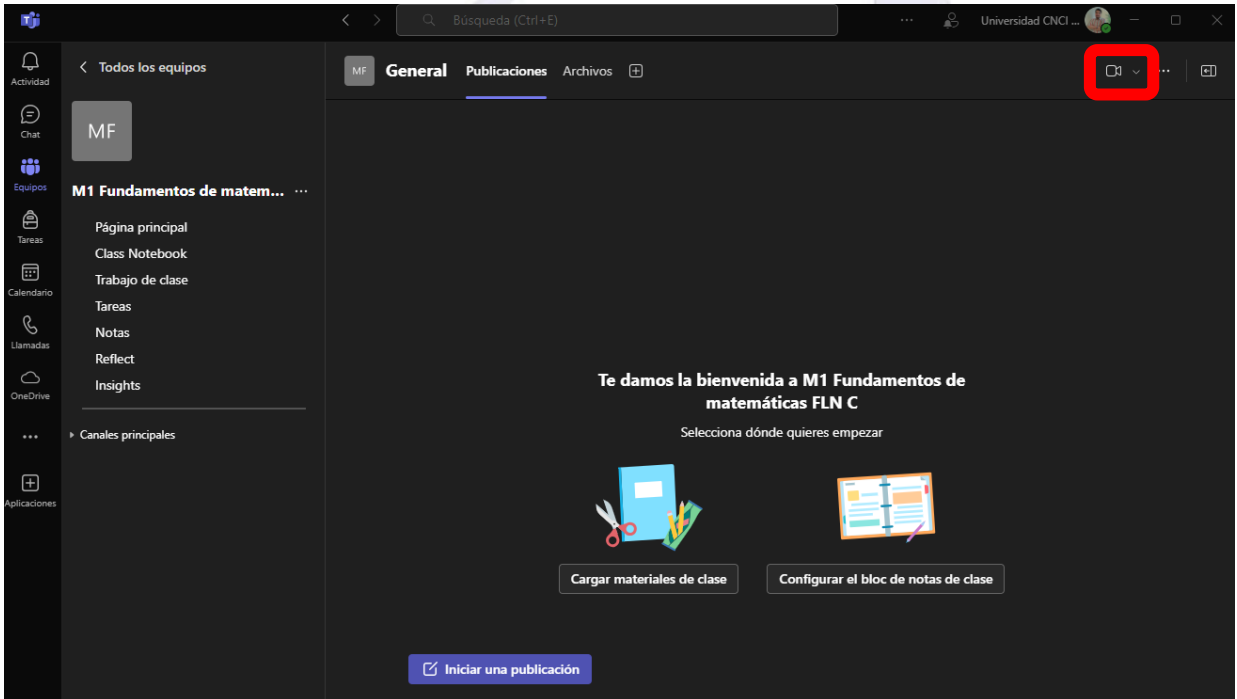 Búsqueda (Ctrl+E)
Universidad CNCI ...
Actividad
Chat
Equipos
Tareas
Calendario
Llamadas
OneDrive
Aplicaciones
Todos los equipos
MF
M1 Fundamentos de matem...
Página principal
Class Notebook
Trabajo de clase
Tareas
Notas
Reflect
Insights
Canales principales
MF General Publicaciones Archivos
Te damos la bienvenida a M1 Fundamentos de
matemáticas FLN C
Selecciona dónde quieres empezar
Cargar materiales de clase
Configurar el bloc de notas de clase
Iniciar una publicación